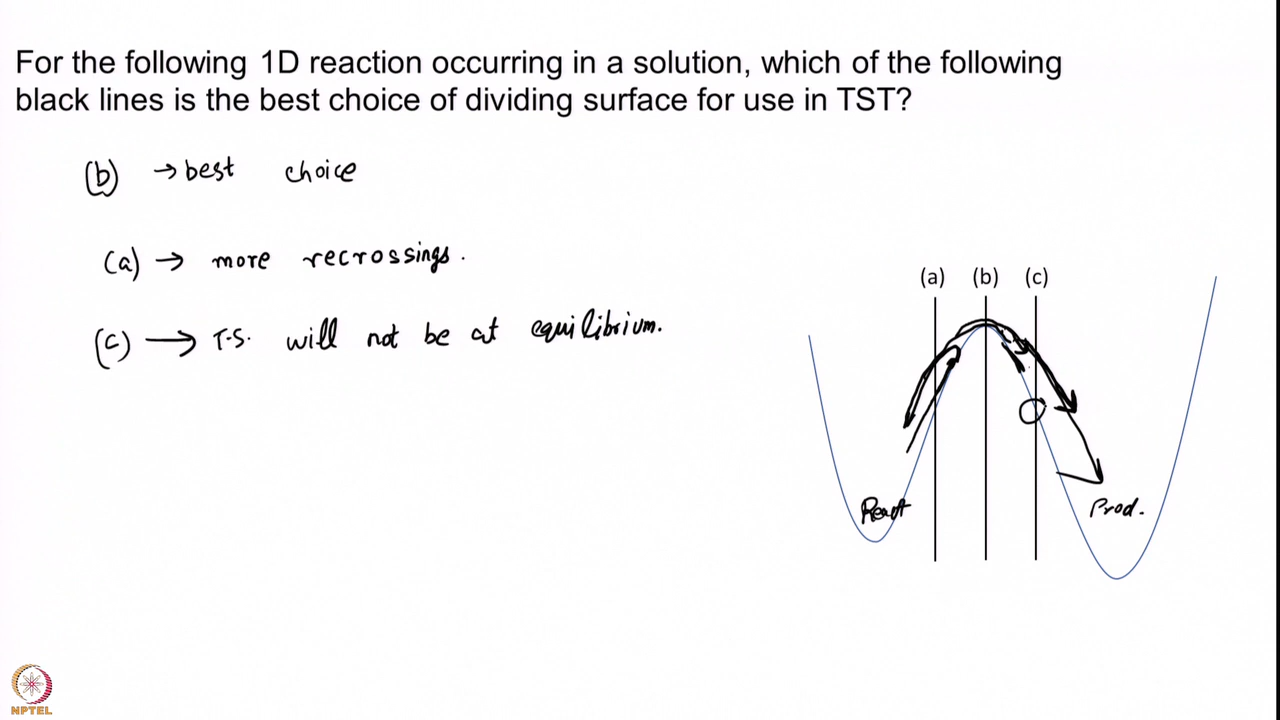 For the following 1D reaction occurring in a solution, which of the following
black lines is the best choice of dividing surface for use in TST?
(b) → best choice
(a) → more recrossings.
(c) → T.S. will not be at equilibrium.
(a) (b) (c)
React Prod.
NPTEL